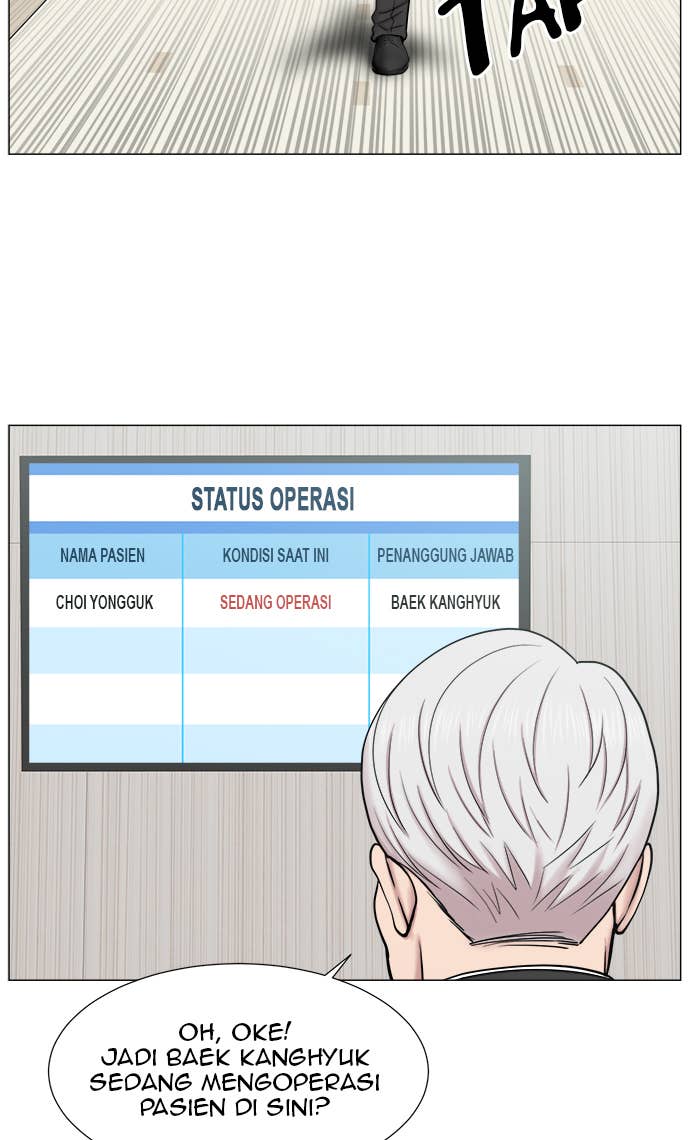 TAP
STATUS OPERASI
NAMA PASIEN KONDISI SAAT INI PENANGGUNG JAWAB
CHOI YONGGUK SEDANG OPERASI BAEK KANGHYUK
OH, OKE!
JADI BAEK KANGHYUK
SEDANG MENGOPERASI
PASIEN DI SINI?